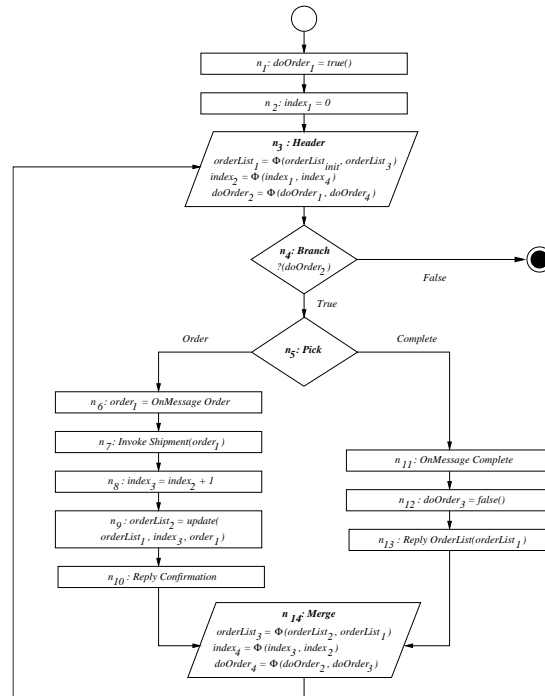 n1 : doOrder1 = true()
n2 : index1 = 0
n3 : Header
orderList1 = Φ(orderListinit, orderList3)
index2 = Φ(index1, index4)
doOrder2 = Φ(doOrder1, doOrder4)
n4 : Branch
?(doOrder2)
False
True
n5 : Pick
Order
Complete
n6 : order1 = OnMessage Order
n7 : Invoke Shipment(order1)
n8 : index3 = index2 + 1
n9 : orderList2 = update(
orderList1, index3, order1)
n10 : Reply Confirmation
n11 : OnMessage Complete
n12 : doOrder3 = false()
n13 : Reply OrderList(orderList1)
n14 : Merge
orderList3 = Φ(orderList2, orderList1)
index4 = Φ(index3, index2)
doOrder4 = Φ(doOrder2, doOrder3)